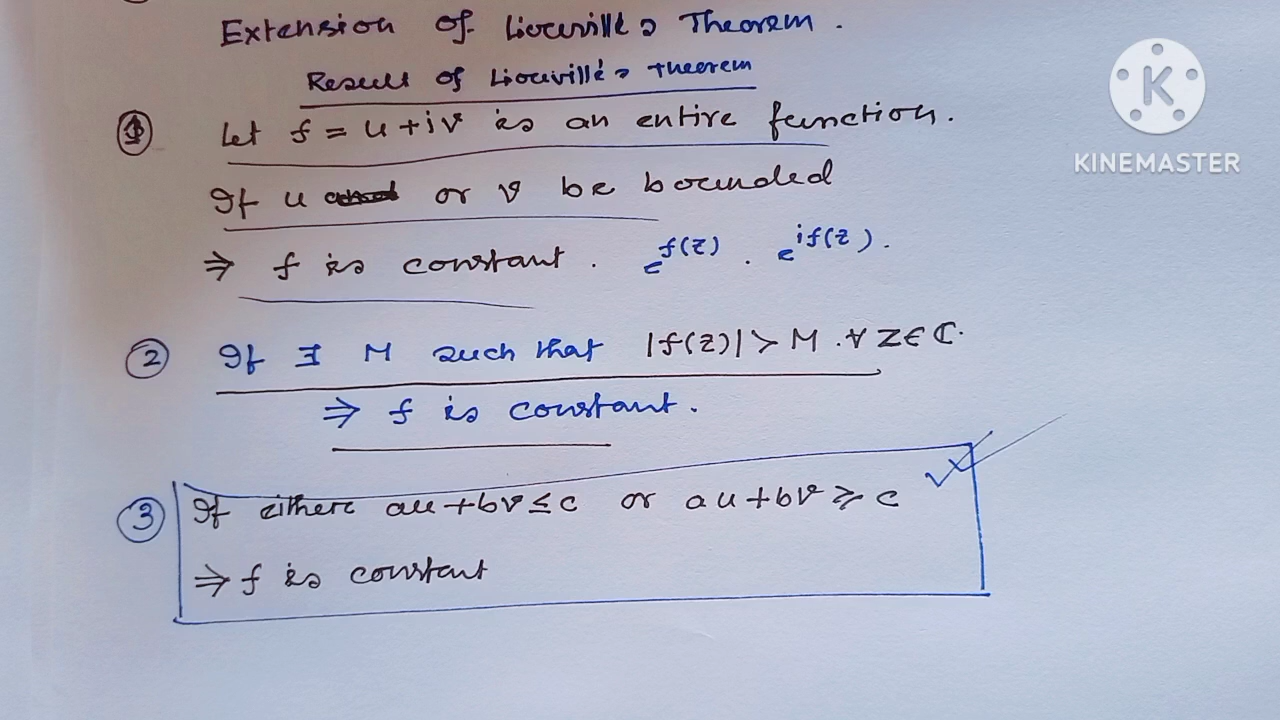 Extension of Liouville's Theorem.
Result of Liouville's theorem
① Let f = u + iv is an entire function.
If u or v be bounded
⇒ f is constant. e^{f(z)} . e^{if(z)}.
② If ∃ M such that |f(z)| > M . ∀ z ∈ ℂ.
⇒ f is constant.
③ If either au + bv ≤ c or au + bv ≥ c
⇒ f is constant
K
KINEMASTER